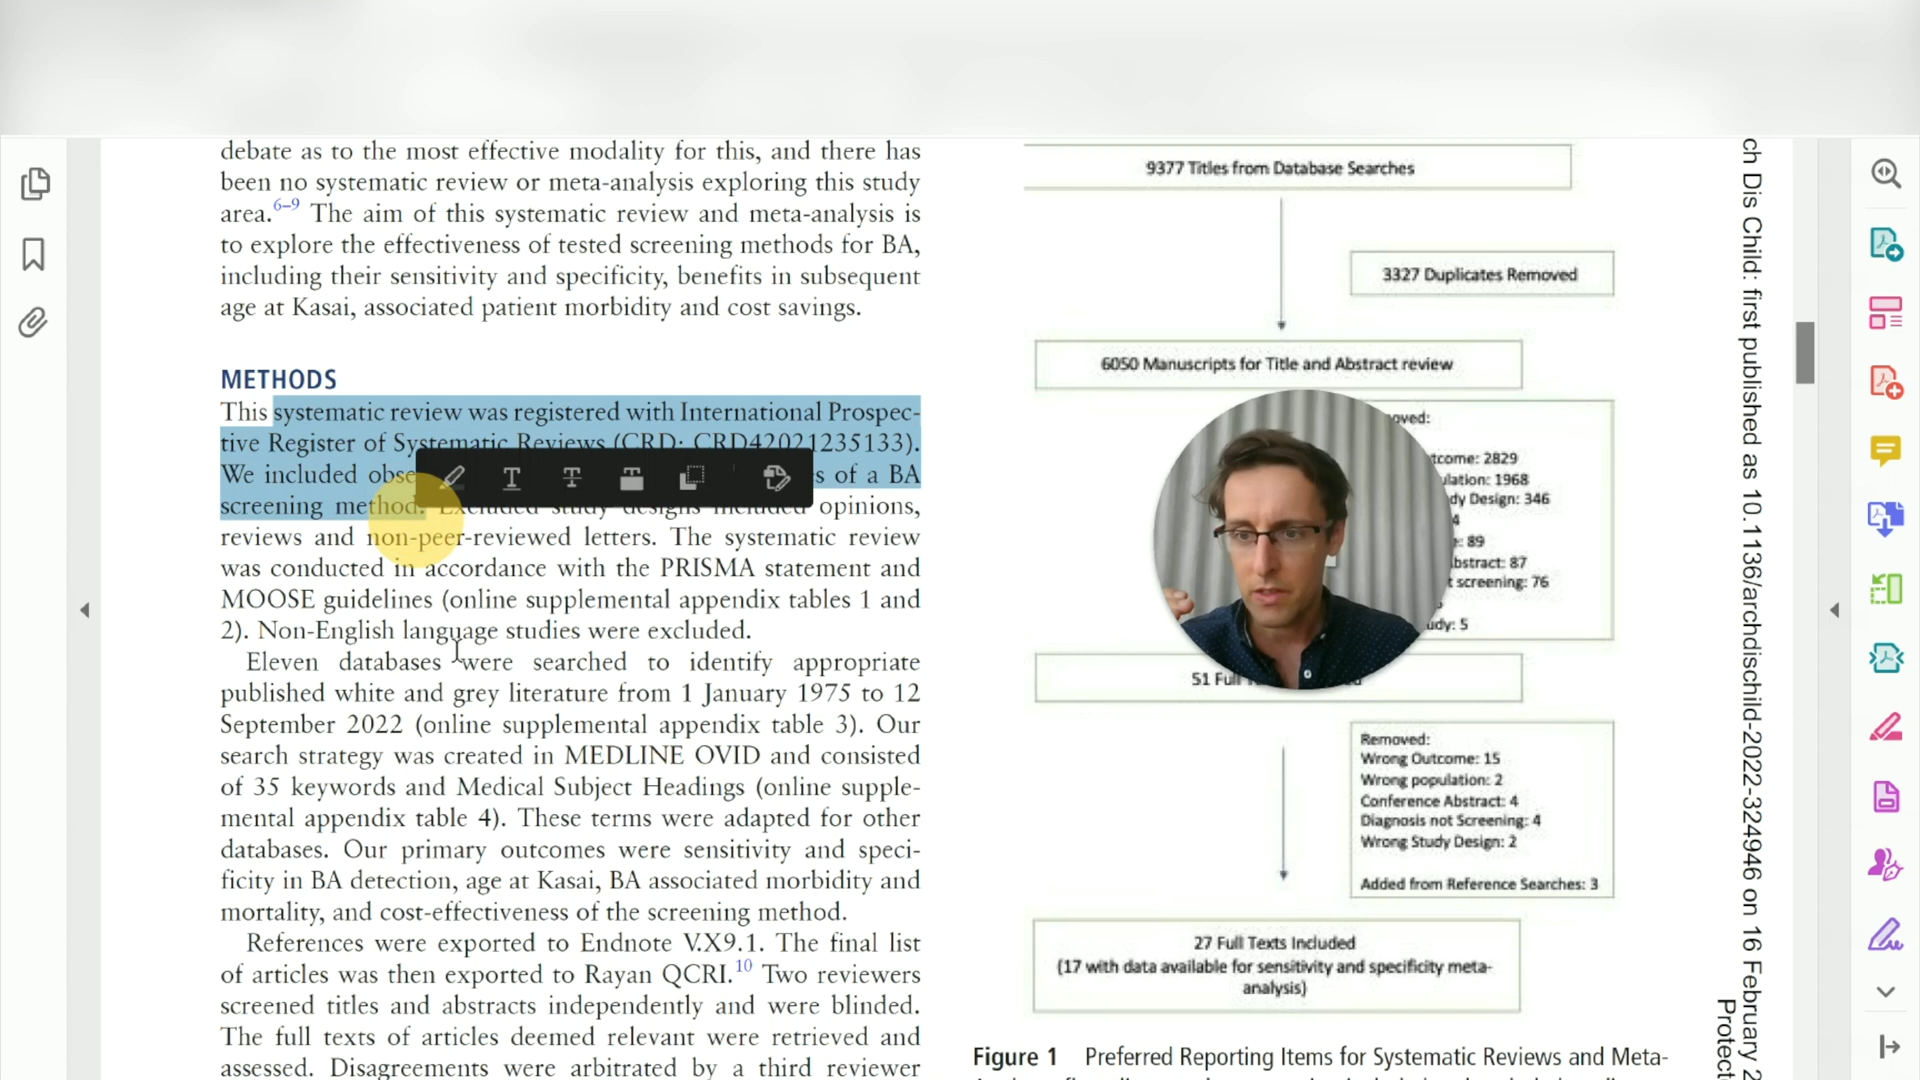 debate as to the most effective modality for this, and there has
been no systematic review or meta-analysis exploring this study
area.6–9 The aim of this systematic review and meta-analysis is
to explore the effectiveness of tested screening methods for BA,
including their sensitivity and specificity, benefits in subsequent
age at Kasai, associated patient morbidity and cost savings.
METHODS
This systematic review was registered with International Prospec-
tive Register of Systematic Reviews (CRD: CRD42021235133).
We included obse s of a BA
screening method. Excluded study designs included opinions,
reviews and non-peer-reviewed letters. The systematic review
was conducted in accordance with the PRISMA statement and
MOOSE guidelines (online supplemental appendix tables 1 and
2). Non-English language studies were excluded.
Eleven databases were searched to identify appropriate
published white and grey literature from 1 January 1975 to 12
September 2022 (online supplemental appendix table 3). Our
search strategy was created in MEDLINE OVID and consisted
of 35 keywords and Medical Subject Headings (online supple-
mental appendix table 4). These terms were adapted for other
databases. Our primary outcomes were sensitivity and speci-
ficity in BA detection, age at Kasai, BA associated morbidity and
mortality, and cost-effectiveness of the screening method.
References were exported to Endnote V.X9.1. The final list
of articles was then exported to Rayan QCRI.10 Two reviewers
screened titles and abstracts independently and were blinded.
The full texts of articles deemed relevant were retrieved and
assessed. Disagreements were arbitrated by a third reviewer
9377 Titles from Database Searches
3327 Duplicates Removed
6050 Manuscripts for Title and Abstract review
oved:
tcome: 2829
ulation: 1968
dy Design: 346
4
: 89
bstract: 87
t screening: 76
udy: 5
51 Full
Removed:
Wrong Outcome: 15
Wrong population: 2
Conference Abstract: 4
Diagnosis not Screening: 4
Wrong Study Design: 2
Added from Reference Searches: 3
27 Full Texts Included
(17 with data available for sensitivity and specificity meta-
analysis)
Figure 1 Preferred Reporting Items for Systematic Reviews and Meta-
ch Dis Child: first published as 10.1136/archdischild-2022-324946 on 16 February 2
Protect